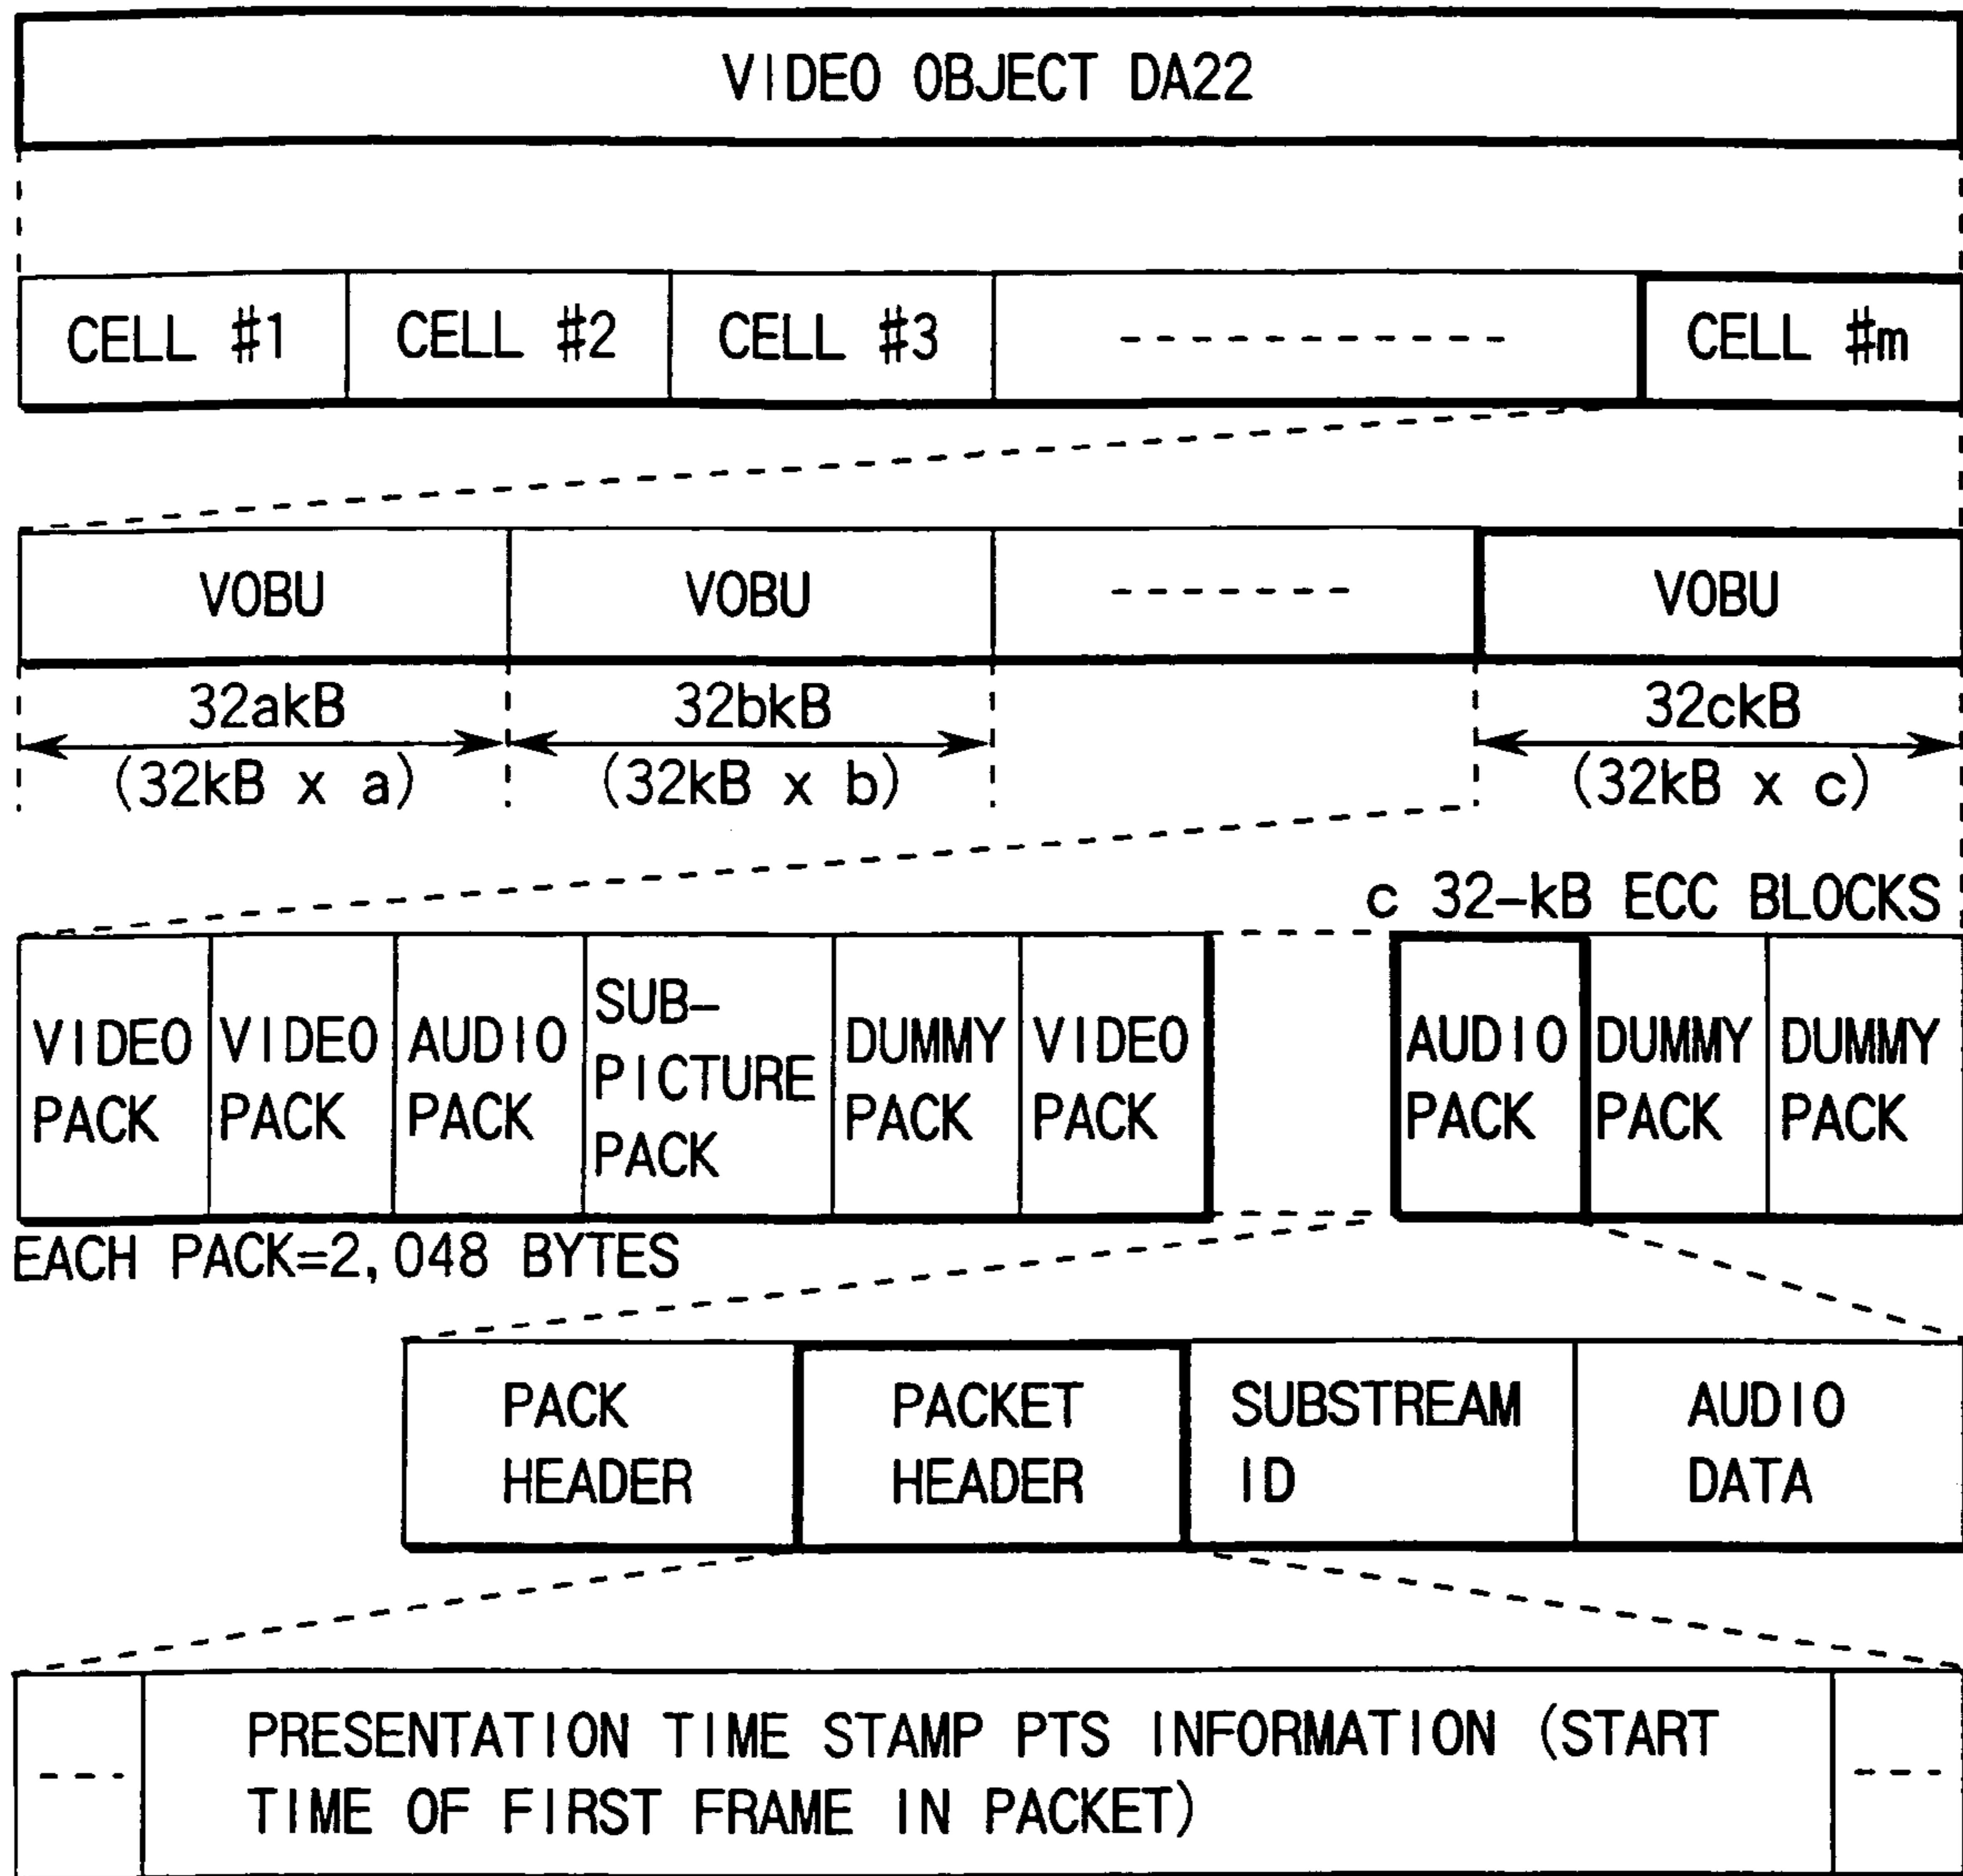 VIDEO OBJECT DA22
CELL #1 CELL #2 CELL #3 ------------ CELL #m
VOBU VOBU ------- VOBU
32akB 32bkB 32ckB
(32kB x a) (32kB x b) (32kB x c)
c 32-kB ECC BLOCKS
VIDEO
PACK
VIDEO
PACK
AUDIO
PACK
SUB-
PICTURE
PACK
DUMMY
PACK
VIDEO
PACK
AUDIO
PACK
DUMMY
PACK
DUMMY
PACK
EACH PACK=2,048 BYTES
PACK
HEADER
PACKET
HEADER
SUBSTREAM
ID
AUDIO
DATA
--- PRESENTATION TIME STAMP PTS INFORMATION (START ---
TIME OF FIRST FRAME IN PACKET)